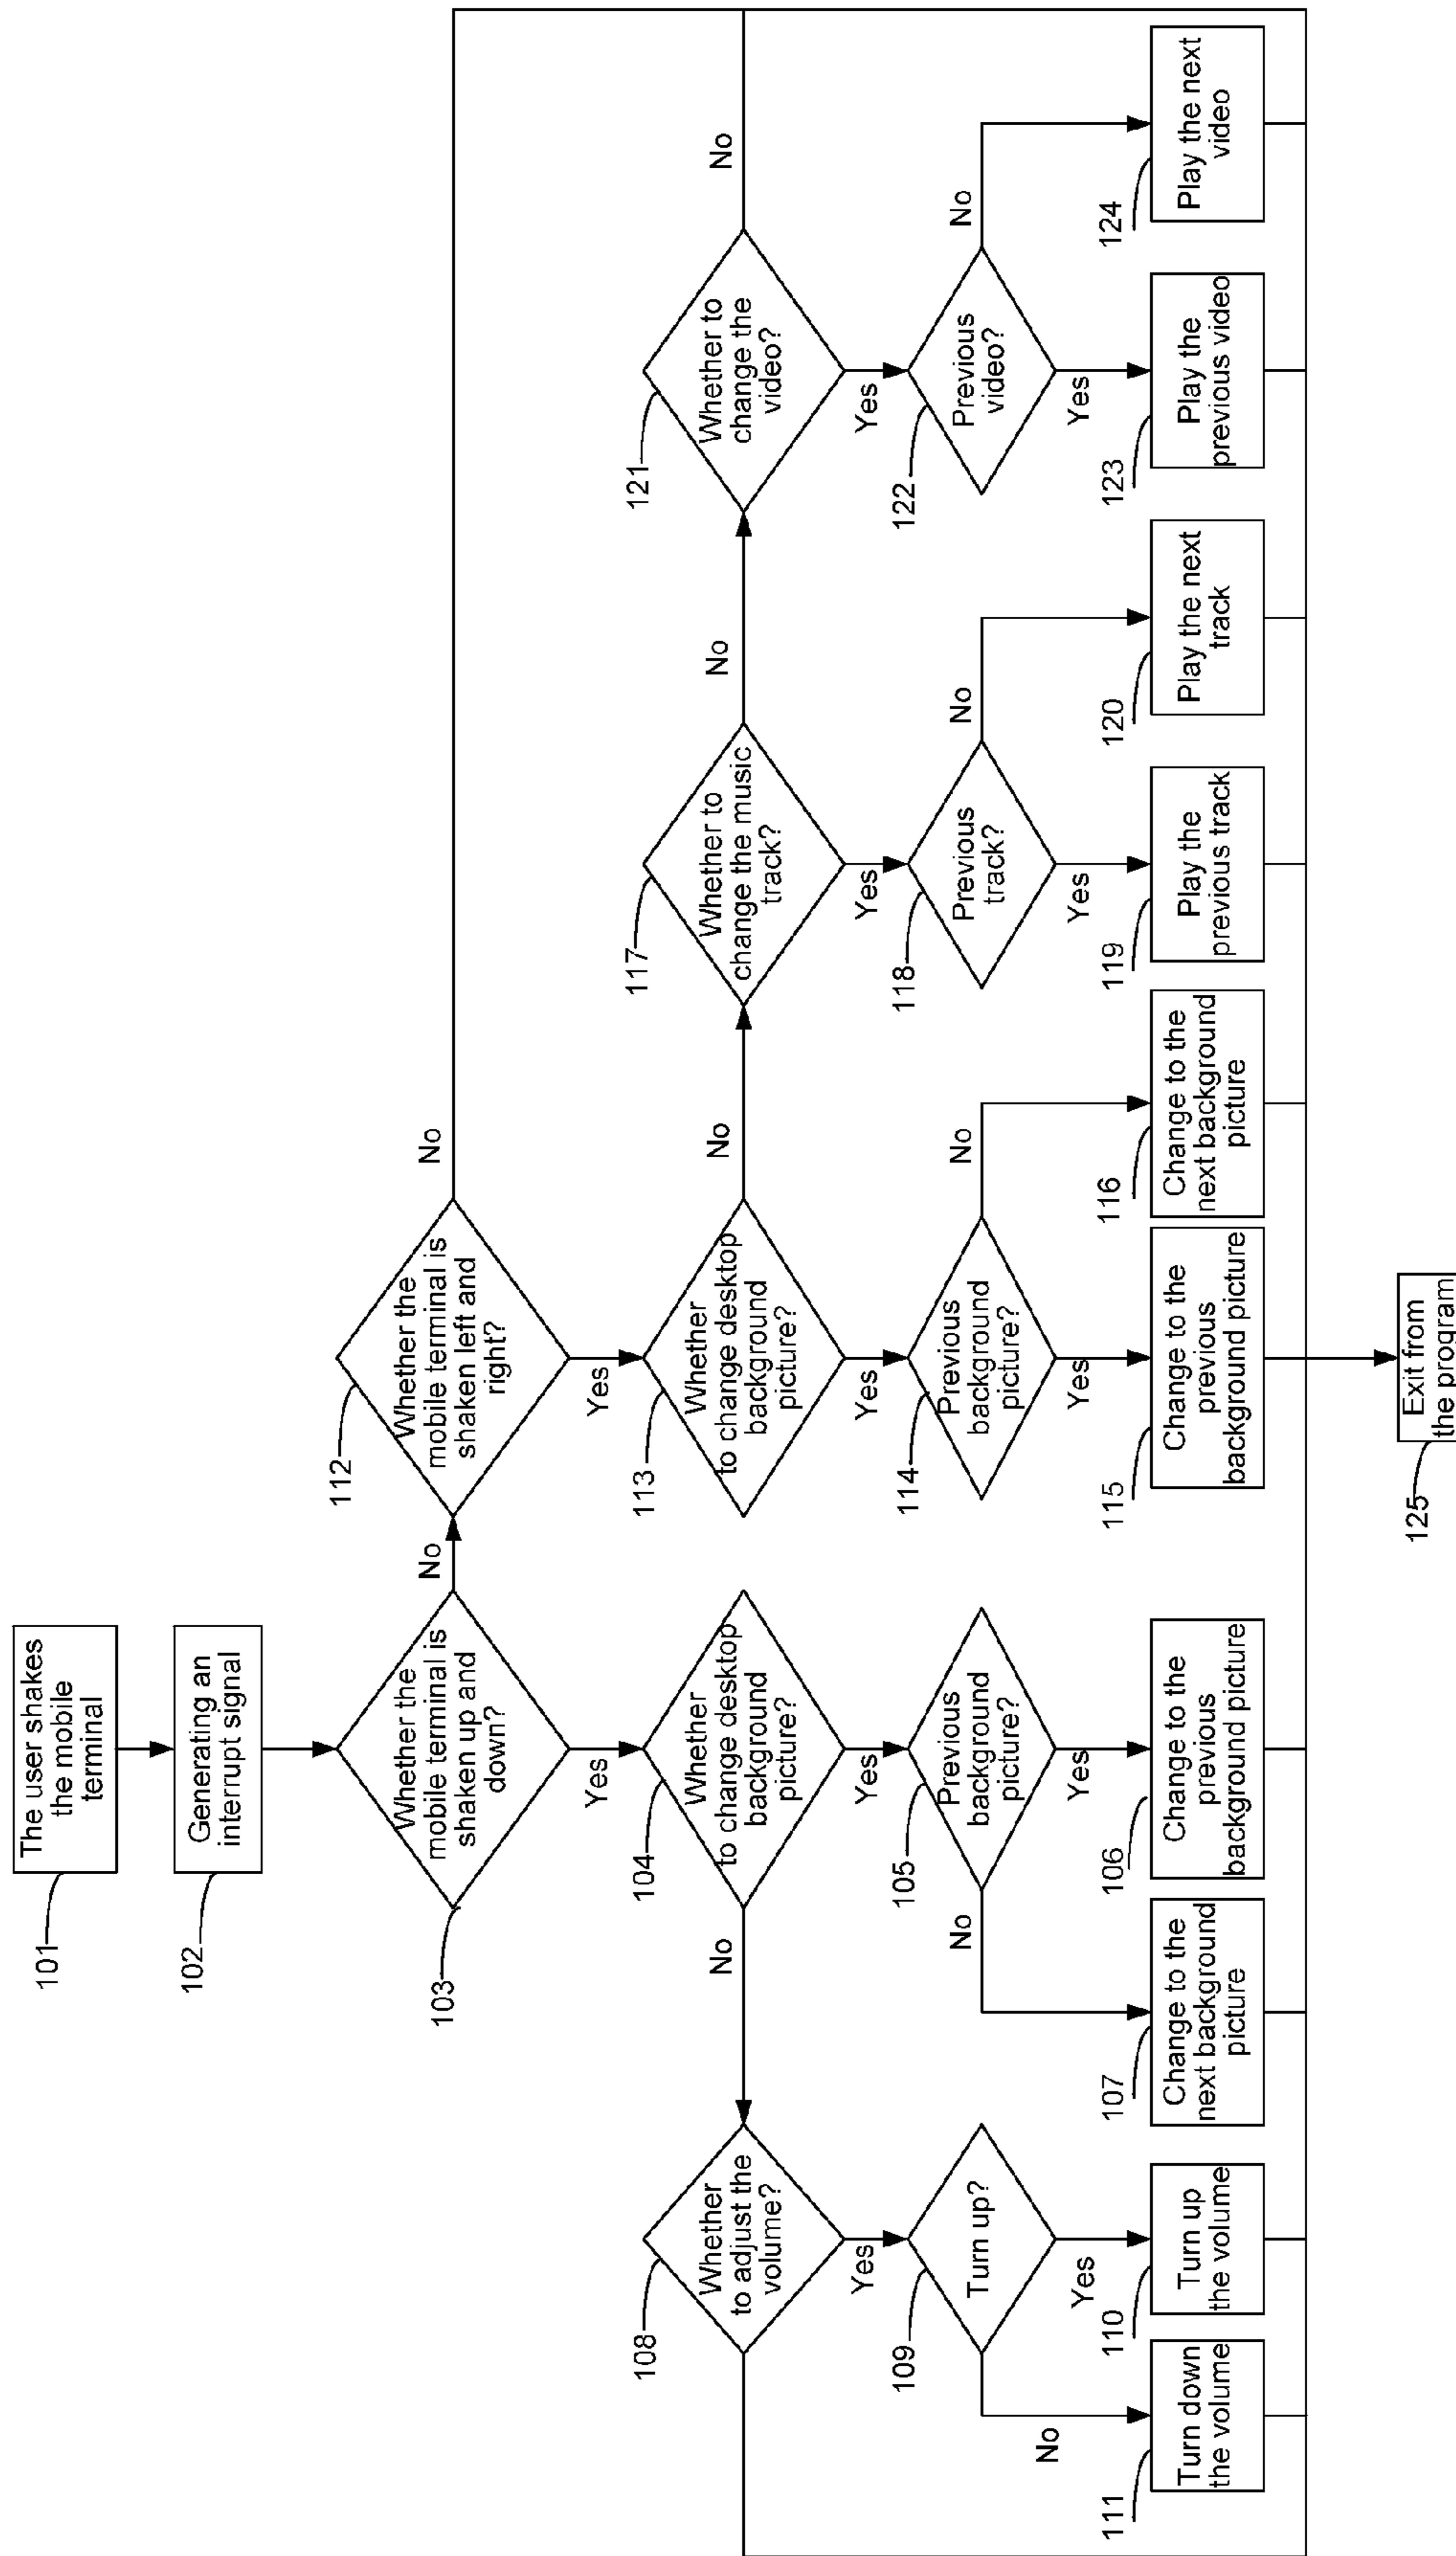 101
The user shakes
the mobile
terminal
102
Generating an
interrupt signal
103
Whether the
mobile terminal is
shaken up and
down?
No
Yes
112
Whether the
mobile terminal is
shaken left and
right?
No
Yes
108
Whether
to adjust the
volume?
Yes
No
104
Whether
to change desktop
background
picture?
Yes
113
Whether
to change desktop
background
picture?
Yes
No
117
Whether to
change the music
track?
Yes
No
121
Whether to
change the
video?
Yes
No
109
Turn up?
No
Yes
105
Previous
background
picture?
No
Yes
114
Previous
background
picture?
Yes
No
118
Previous
track?
Yes
No
122
Previous
video?
Yes
No
111
Turn down
the volume
110
Turn up
the volume
107
Change to the
next background
picture
106
Change to the
previous
background picture
115
Change to the
previous
background picture
116
Change to the
next background
picture
119
Play the
previous track
120
Play the next
track
123
Play the
previous video
124
Play the next
video
125
Exit from
the program